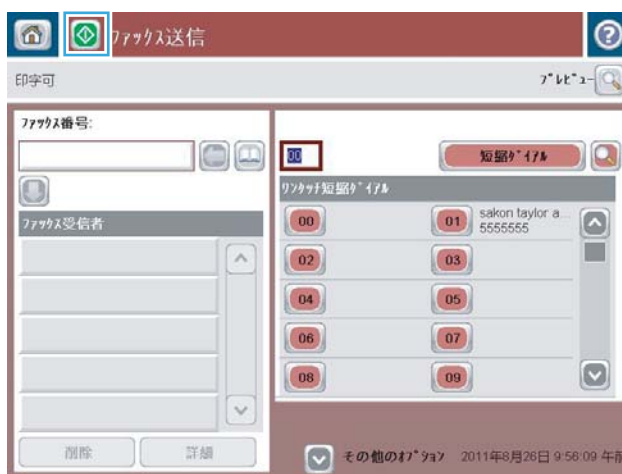 ﾌｧｯｸｽ送信
印字可 ﾌﾟﾚﾋﾞｭｰ
ﾌｧｯｸｽ番号:
00 短縮ﾀﾞｲﾔﾙ
ﾜﾝﾀｯﾁ短縮ﾀﾞｲﾔﾙ
ﾌｧｯｸｽ受信者
00
01 sakon taylor a...
5555555
02 03
04 05
06 07
08 09
削除 詳細
その他のｵﾌﾟｼｮﾝ 2011年8月26日 9:56:09 午前